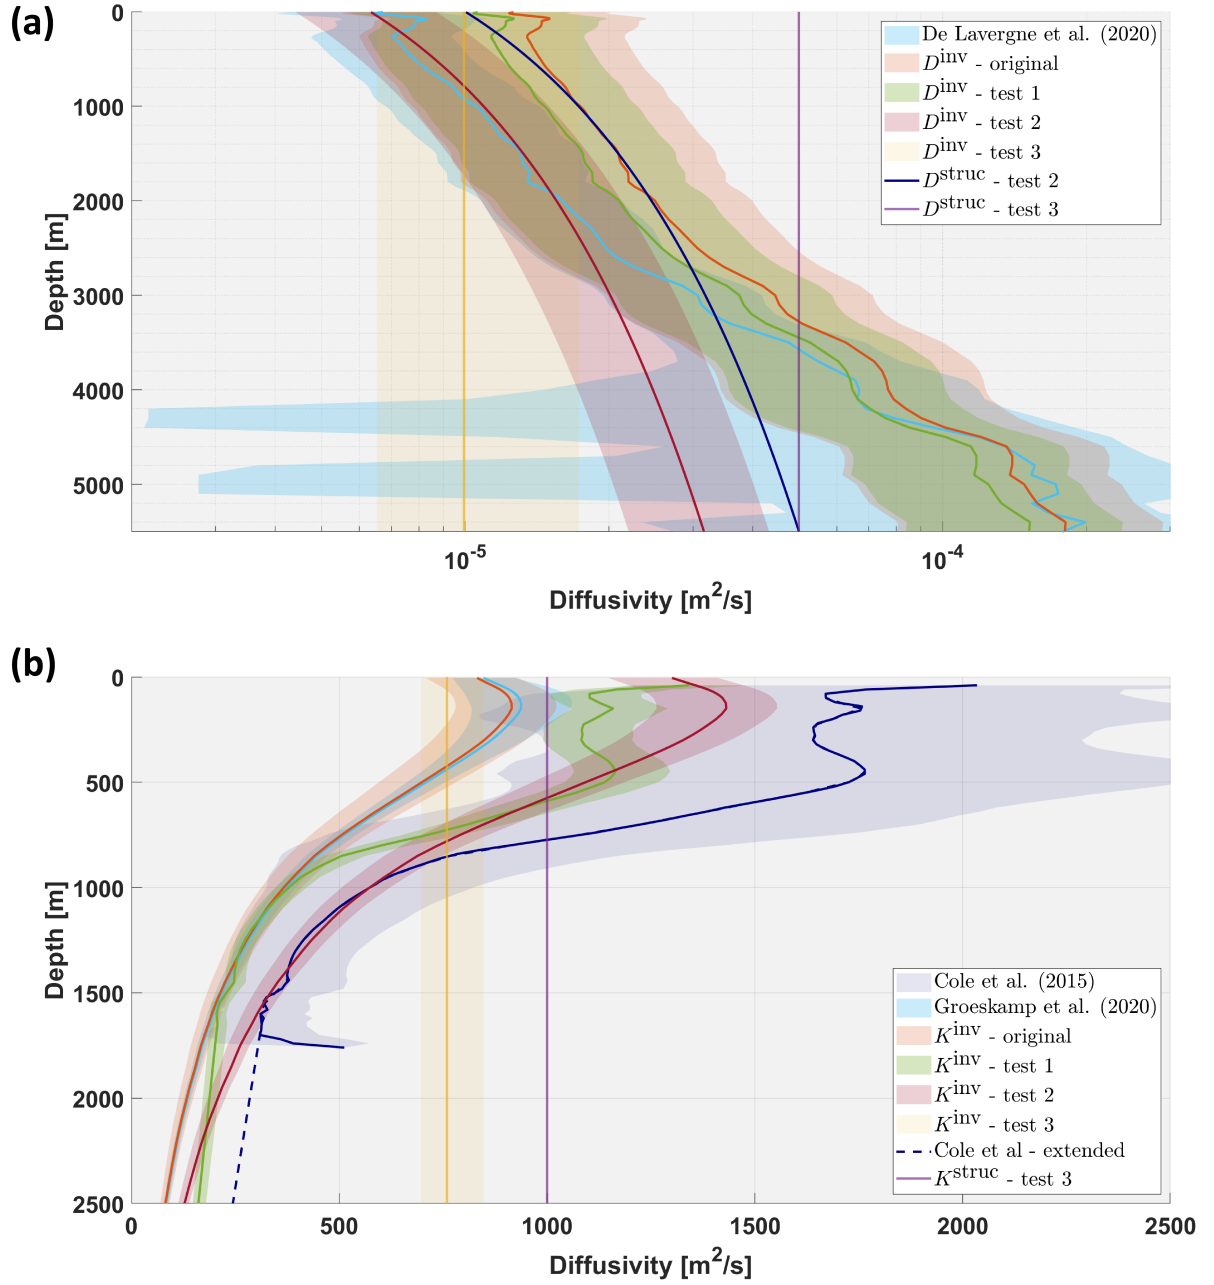 (a)
0
1000
2000
3000
4000
5000
Depth [m]
De Lavergne et al. (2020)
D^inv - original
D^inv - test 1
D^inv - test 2
D^inv - test 3
D^struc - test 2
D^struc - test 3
10^-5
10^-4
Diffusivity [m^2/s]
(b)
0
500
1000
1500
2000
2500
Depth [m]
Cole et al. (2015)
Groeskamp et al. (2020)
K^inv - original
K^inv - test 1
K^inv - test 2
K^inv - test 3
Cole et al - extended
K^struc - test 3
0
500
1000
1500
2000
2500
Diffusivity [m^2/s]